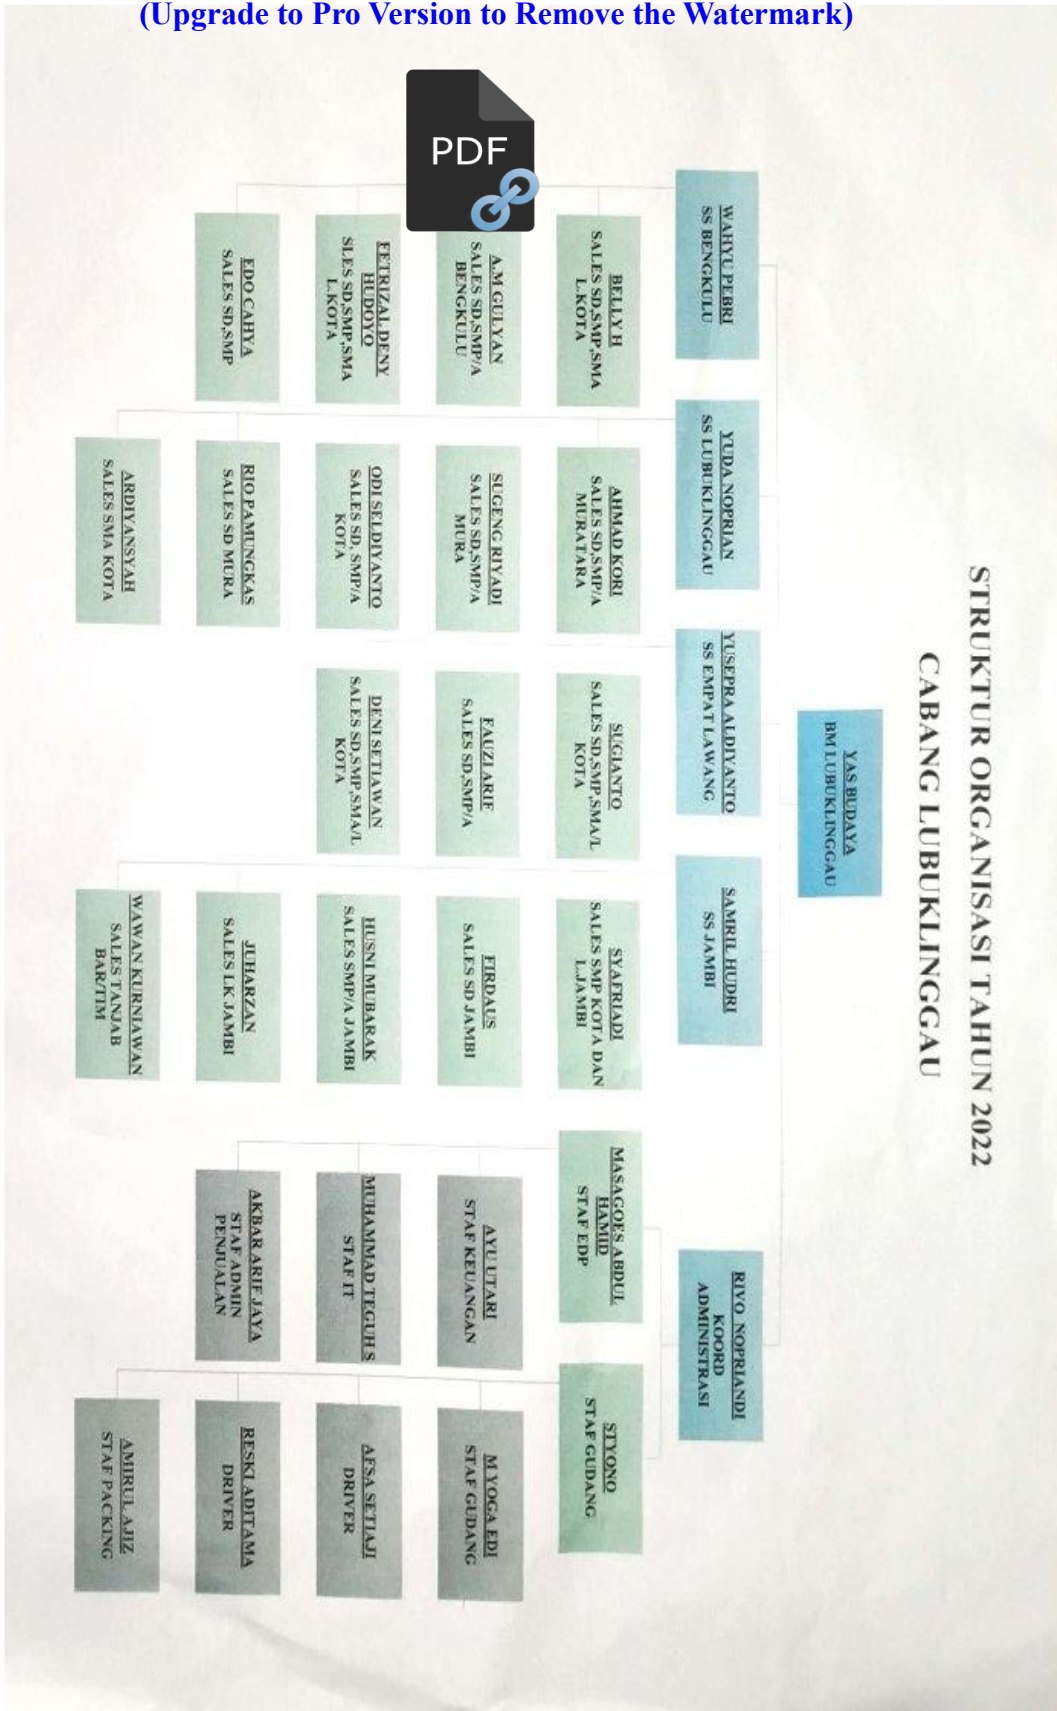 (Upgrade to Pro Version to Remove the Watermark)
PDF
STRUKTUR ORGANISASI TAHUN 2022
CABANG LUBUKLINGGAU
YAS BUDAYA
BM LUBUKLINGGAU
WAHYU PEBRI
SS BENGKULU
YUDA NOPRIAN
SS LUBUKLINGGAU
YUSEPRA ALDIYANTO
SS EMPAT LAWANG
SAMRIL HUDRI
SS JAMBI
RIVO NOPRIANDI
KOORD
ADMINISTRASI
BELLY H
SALES SD,SMP,SMA
L.KOTA
AHMAD KORI
SALES SD,SMP/A
MURATARA
SUGIANTO
SALES SD,SMP,SMA/L
KOTA
SYAFRIADI
SALES SMP KOTA DAN
L.JAMBI
MASAGOES ABDUL
HAMID
STAF EDP
STYONO
STAF GUDANG
A.M GULYAN
SALES SD,SMP/A
BENGKULU
SUGENG RIYADI
SALES SD,SMP/A
MURA
FAUZI ARIF
SALES SD,SMP/A
FIRDAUS
SALES SD JAMBI
AYU UTARI
STAF KEUANGAN
M YOGA EDI
STAF GUDANG
FETRIZAL DENY
HUDOYO
SLES SD,SMP,SMA
L.KOTA
ODI SELDIYANTO
SALES SD, SMP/A
KOTA
DENI SETIAWAN
SALES SD,SMP,SMA/L
KOTA
HUSNI MUBARAK
SALES SMP/A JAMBI
MUHAMMAD TEGUH S
STAF IT
AFSA SETIAJI
DRIVER
EDO CAHYA
SALES SD,SMP
RIO PAMUNGKAS
SALES SD MURA
JUHARZAN
SALES LK JAMBI
AKBAR ARIF JAYA
STAF ADMIN
PENJUALAN
RESKI ADITAMA
DRIVER
ARDIYANSYAH
SALES SMA KOTA
WAWAN KURNIAWAN
SALES TANJAB
BAR/TIM
AMIRUL AJIZ
STAF PACKING